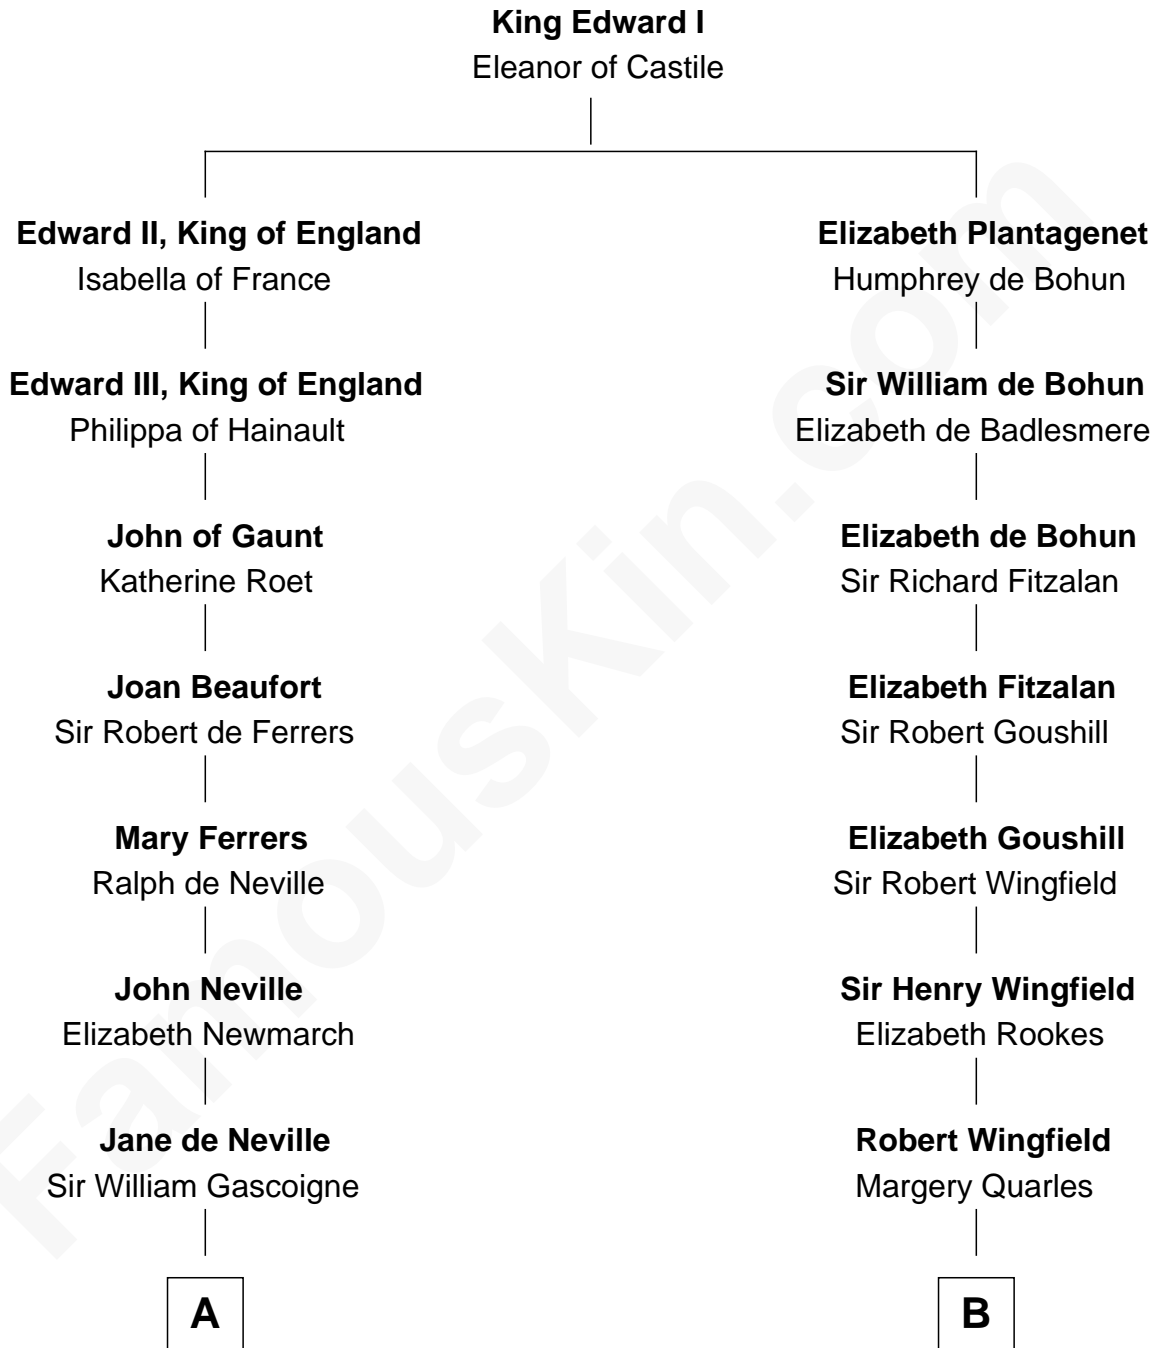 King Edward I
Eleanor of Castile
Edward II, King of England
Isabella of France
Elizabeth Plantagenet
Humphrey de Bohun
Edward III, King of England
Philippa of Hainault
Sir William de Bohun
Elizabeth de Badlesmere
John of Gaunt
Katherine Roet
Elizabeth de Bohun
Sir Richard Fitzalan
Joan Beaufort
Sir Robert de Ferrers
Elizabeth Fitzalan
Sir Robert Goushill
Mary Ferrers
Ralph de Neville
Elizabeth Goushill
Sir Robert Wingfield
John Neville
Elizabeth Newmarch
Sir Henry Wingfield
Elizabeth Rookes
Jane de Neville
Sir William Gascoigne
Robert Wingfield
Margery Quarles
A
B
FamousKin.com